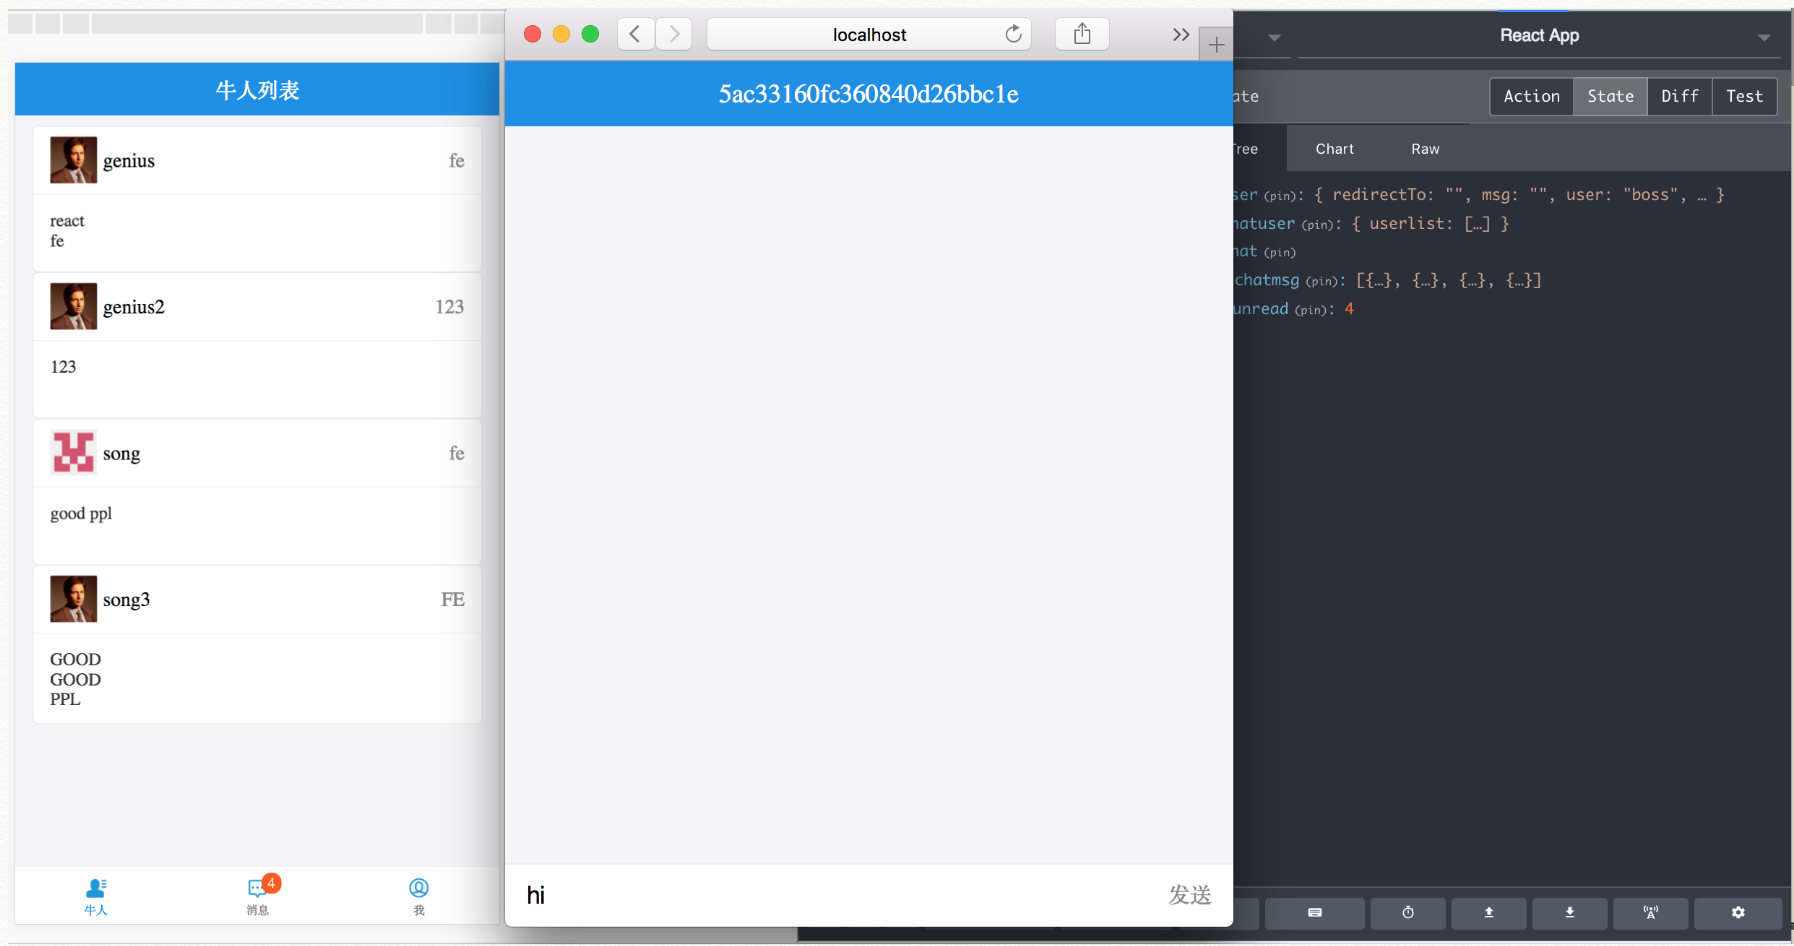 牛人列表
genius
fe
react
fe
genius2
123
123
song
fe
good ppl
song3
FE
GOOD
GOOD
PPL
牛人
4
消息
我
localhost
5ac33160fc360840d26bbc1e
hi
发送
React App
ate
Action
State
Diff
Test
Tree
Chart
Raw
ser (pin): { redirectTo: "", msg: "", user: "boss", … }
hatuser (pin): { userlist: […] }
hat (pin)
chatmsg (pin): [{…}, {…}, {…}, {…}]
unread (pin): 4